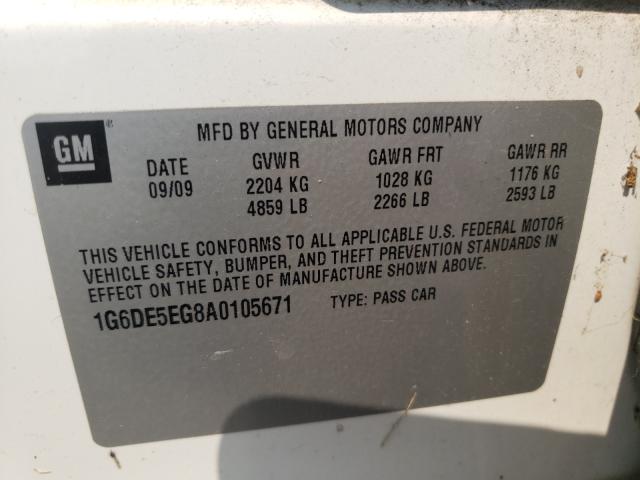 GM
®
MFD BY GENERAL MOTORS COMPANY
DATE GVWR GAWR FRT GAWR RR
09/09 2204 KG 1028 KG 1176 KG
4859 LB 2266 LB 2593 LB
THIS VEHICLE CONFORMS TO ALL APPLICABLE U.S. FEDERAL MOTOR
VEHICLE SAFETY, BUMPER, AND THEFT PREVENTION STANDARDS IN
EFFECT ON THE DATE OF MANUFACTURE SHOWN ABOVE.
1G6DE5EG8A0105671 TYPE: PASS CAR